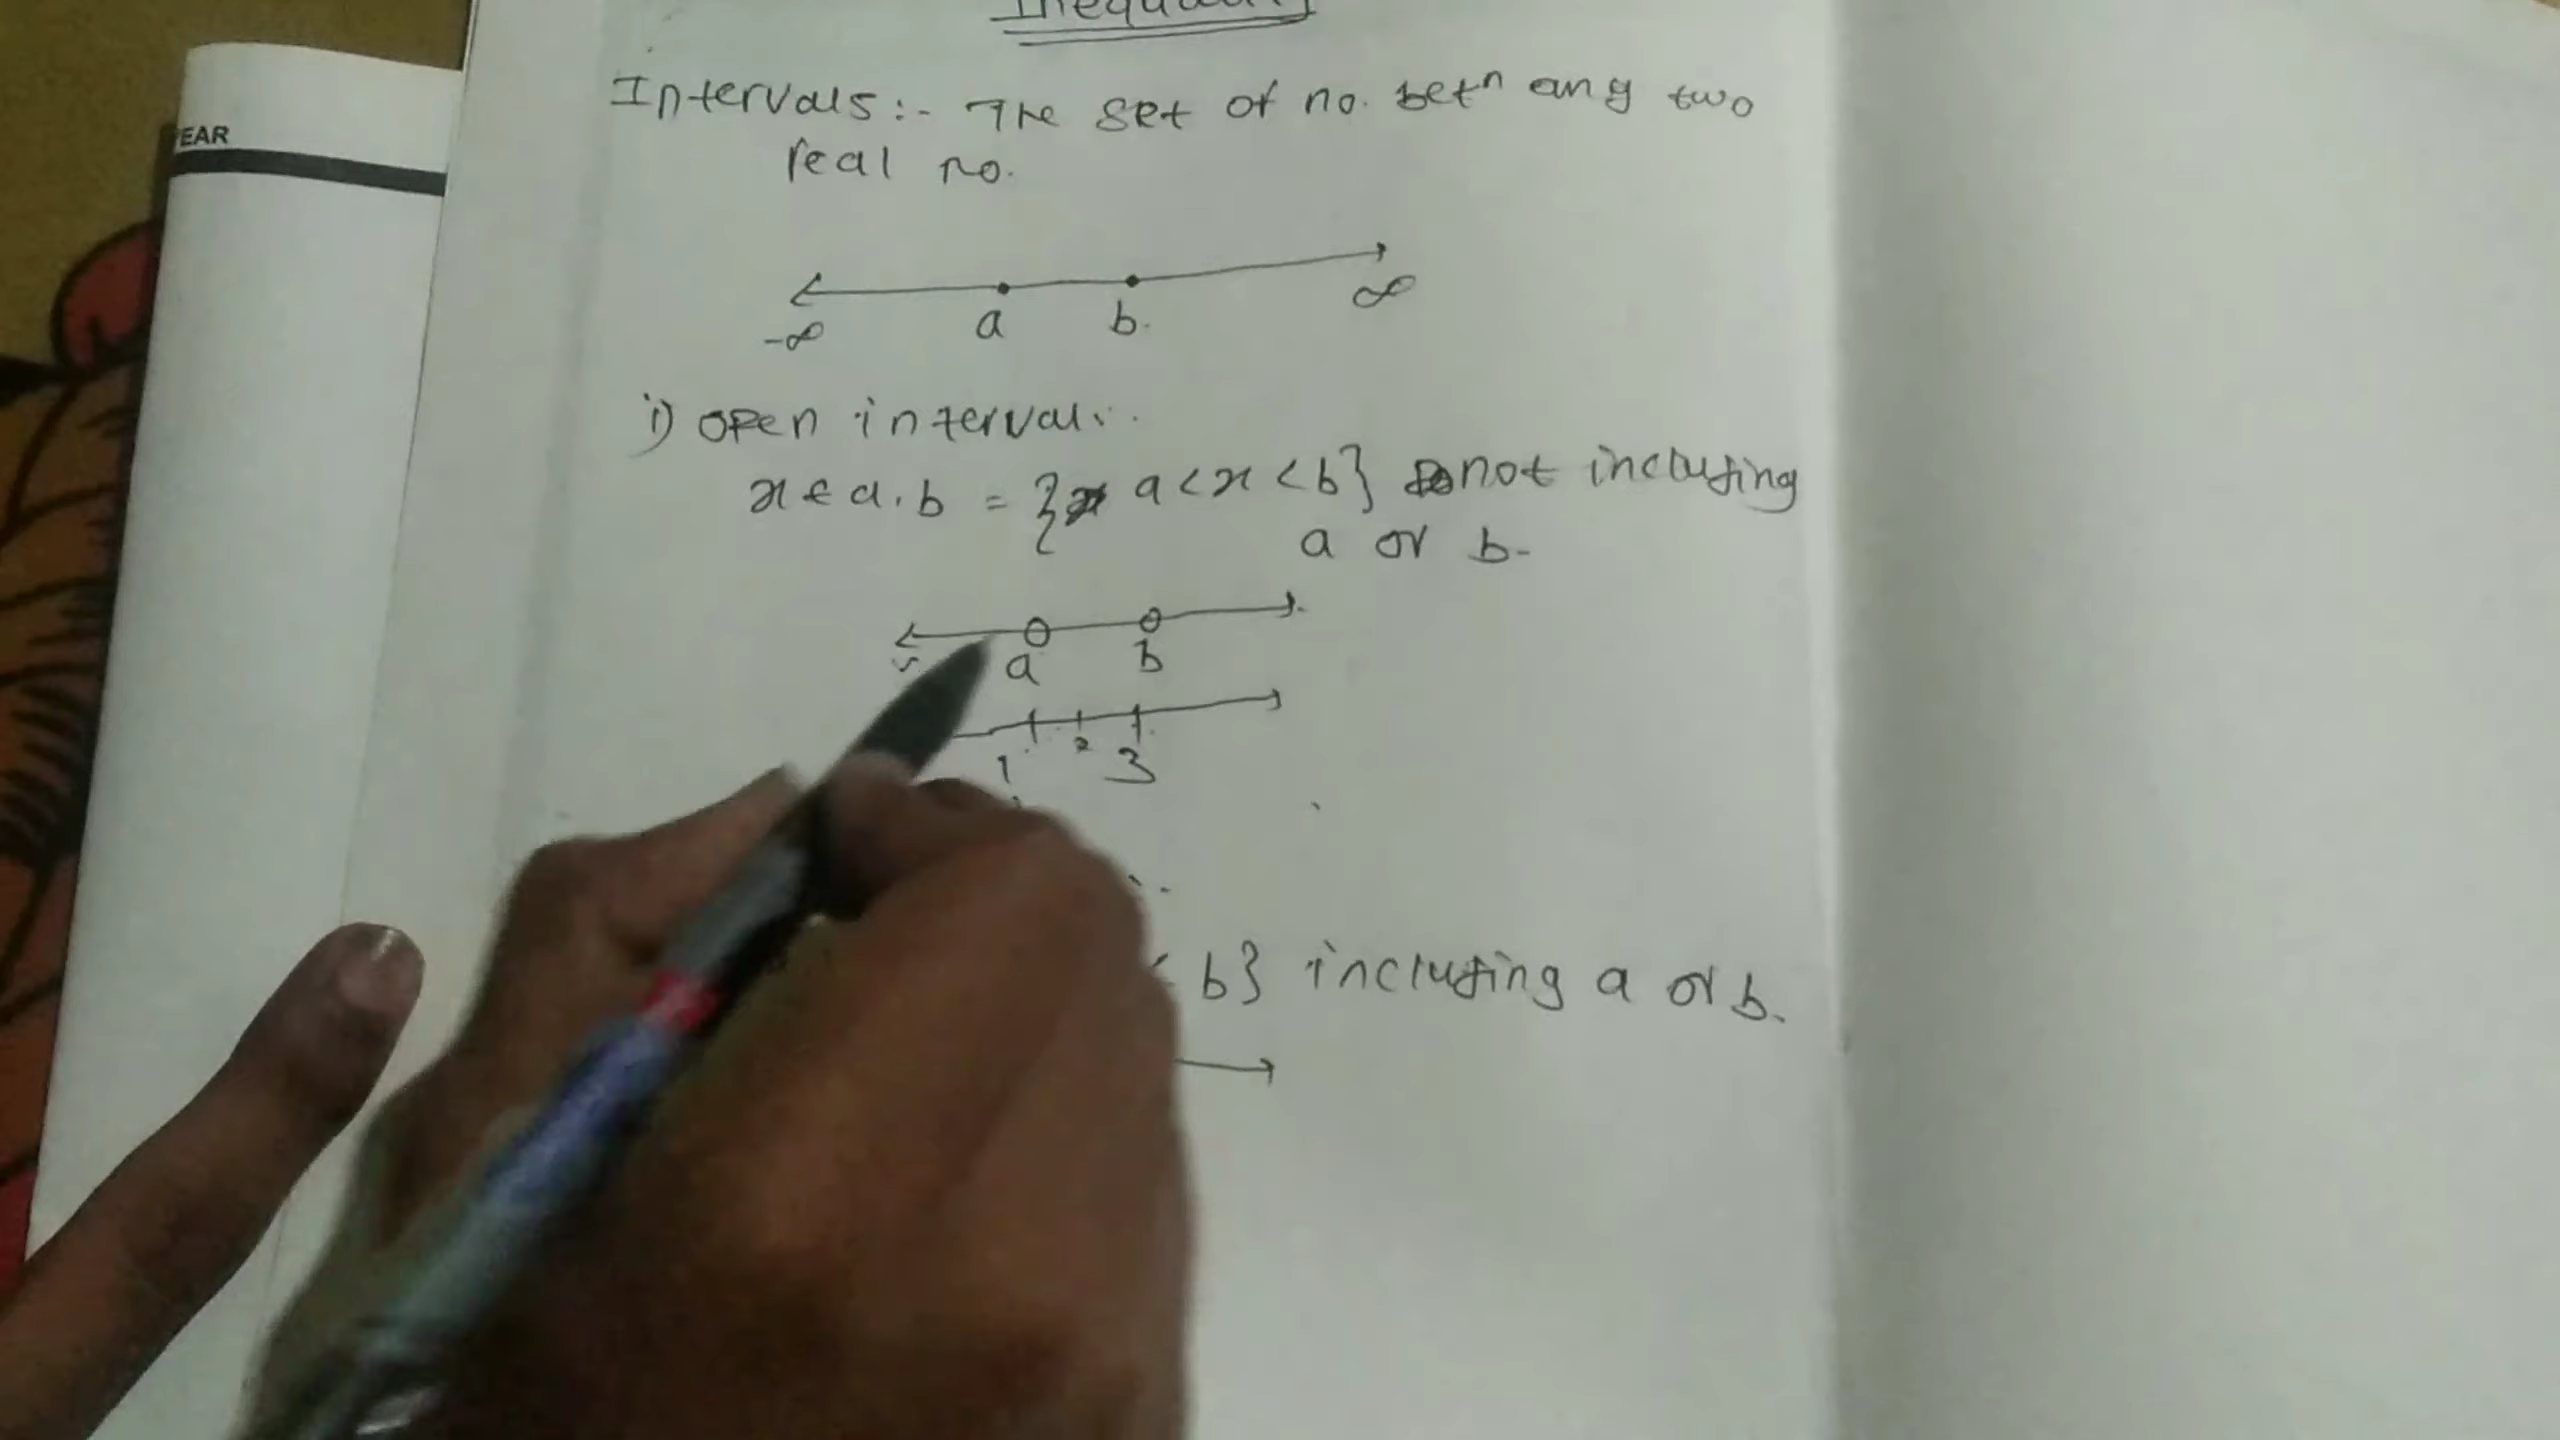 EAR
Intervals :- The set of no. betn any two
real no.
-∞ a b. ∞
i) open interval:.
x ∈ a, b = { a < x < b } not including
a or b.
a b
1 2 3
b} including a or b.